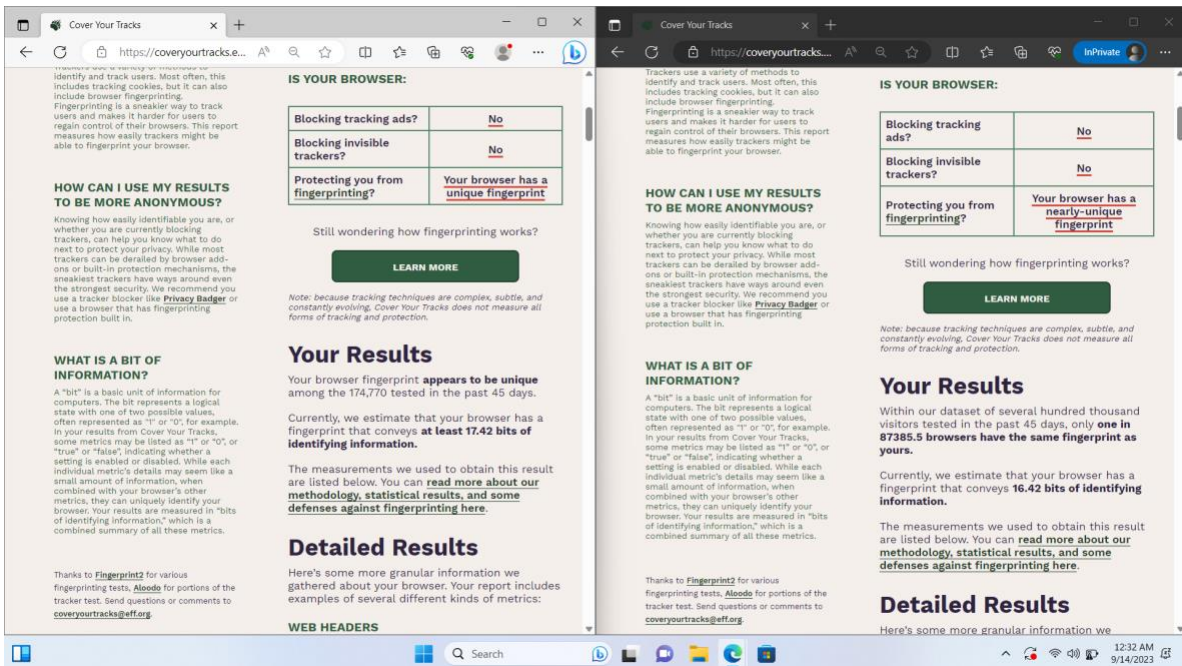 Cover Your Tracks
https://coveryourtracks.e...
identify and track users. Most often, this
includes tracking cookies, but it can also
include browser fingerprinting.
Fingerprinting is a sneakier way to track
users and makes it harder for users to
regain control of their browsers. This report
measures how easily trackers might be
able to fingerprint your browser.
HOW CAN I USE MY RESULTS
TO BE MORE ANONYMOUS?
Knowing how easily identifiable you are, or
whether you are currently blocking
trackers, can help you know what to do
next to protect your privacy. While most
trackers can be derailed by browser add-
ons or built-in protection mechanisms, the
sneakiest trackers have ways around even
the strongest security. We recommend you
use a tracker blocker like Privacy Badger or
use a browser that has fingerprinting
protection built in.
WHAT IS A BIT OF
INFORMATION?
A "bit" is a basic unit of information for
computers. The bit represents a logical
state with one of two possible values,
often represented as "1" or "0", for example.
In your results from Cover Your Tracks,
some metrics may be listed as "1" or "0", or
"true" or "false", indicating whether a
setting is enabled or disabled. While each
individual metric's details may seem like a
small amount of information, when
combined with your browser's other
metrics, they can uniquely identify your
browser. Your results are measured in "bits
of identifying information," which is a
combined summary of all these metrics.
Thanks to Fingerprint2 for various
fingerprinting tests, Aloodo for portions of the
tracker test. Send questions or comments to
coveryourtracks@eff.org.
IS YOUR BROWSER:
Blocking tracking ads? No
Blocking invisible
trackers? No
Protecting you from
fingerprinting? Your browser has a
unique fingerprint
Still wondering how fingerprinting works?
LEARN MORE
Note: because tracking techniques are complex, subtle, and
constantly evolving, Cover Your Tracks does not measure all
forms of tracking and protection.
Your Results
Your browser fingerprint appears to be unique
among the 174,770 tested in the past 45 days.
Currently, we estimate that your browser has a
fingerprint that conveys at least 17.42 bits of
identifying information.
The measurements we used to obtain this result
are listed below. You can read more about our
methodology, statistical results, and some
defenses against fingerprinting here.
Detailed Results
Here's some more granular information we
gathered about your browser. Your report includes
examples of several different kinds of metrics:
WEB HEADERS
Cover Your Tracks
https://coveryourtracks....
InPrivate
Trackers use a variety of methods to
identify and track users. Most often, this
includes tracking cookies, but it can also
include browser fingerprinting.
Fingerprinting is a sneakier way to track
users and makes it harder for users to
regain control of their browsers. This report
measures how easily trackers might be
able to fingerprint your browser.
HOW CAN I USE MY RESULTS
TO BE MORE ANONYMOUS?
Knowing how easily identifiable you are, or
whether you are currently blocking
trackers, can help you know what to do
next to protect your privacy. While most
trackers can be derailed by browser add-
ons or built-in protection mechanisms, the
sneakiest trackers have ways around even
the strongest security. We recommend you
use a tracker blocker like Privacy Badger or
use a browser that has fingerprinting
protection built in.
WHAT IS A BIT OF
INFORMATION?
A "bit" is a basic unit of information for
computers. The bit represents a logical
state with one of two possible values,
often represented as "1" or "0", for example.
In your results from Cover Your Tracks,
some metrics may be listed as "1" or "0", or
"true" or "false", indicating whether a
setting is enabled or disabled. While each
individual metric's details may seem like a
small amount of information, when
combined with your browser's other
metrics, they can uniquely identify your
browser. Your results are measured in "bits
of identifying information," which is a
combined summary of all these metrics.
Thanks to Fingerprint2 for various
fingerprinting tests, Aloodo for portions of the
tracker test. Send questions or comments to
coveryourtracks@eff.org.
IS YOUR BROWSER:
Blocking tracking
ads? No
Blocking invisible
trackers? No
Protecting you from
fingerprinting? Your browser has a
nearly-unique
fingerprint
Still wondering how fingerprinting works?
LEARN MORE
Note: because tracking techniques are complex, subtle, and
constantly evolving, Cover Your Tracks does not measure all
forms of tracking and protection.
Your Results
Within our dataset of several hundred thousand
visitors tested in the past 45 days, only one in
87385.5 browsers have the same fingerprint as
yours.
Currently, we estimate that your browser has a
fingerprint that conveys 16.42 bits of identifying
information.
The measurements we used to obtain this result
are listed below. You can read more about our
methodology, statistical results, and some
defenses against fingerprinting here.
Detailed Results
Here's some more granular information we
Search
12:32 AM
9/14/2023